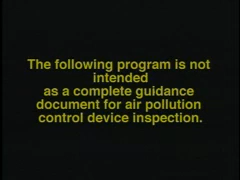 The following program is not
intended
as a complete guidance
document for air pollution
control device inspection.